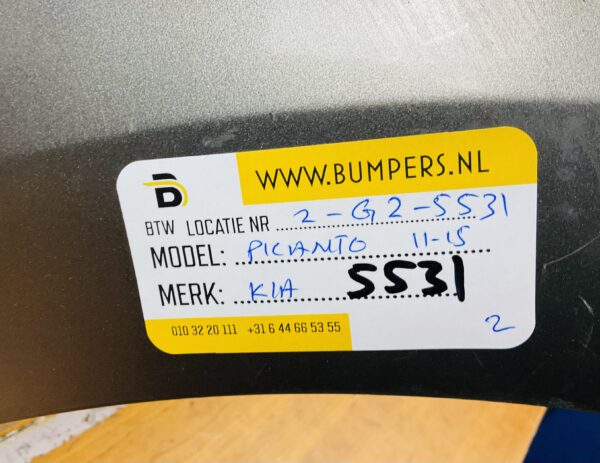 WWW.BUMPERS.NL
B
BTW LOCATIE NR 2-G2-5531
MODEL: PICANTO 11-15
MERK: KIA 5531
010 32 20 111 +31 6 44 66 53 55
2